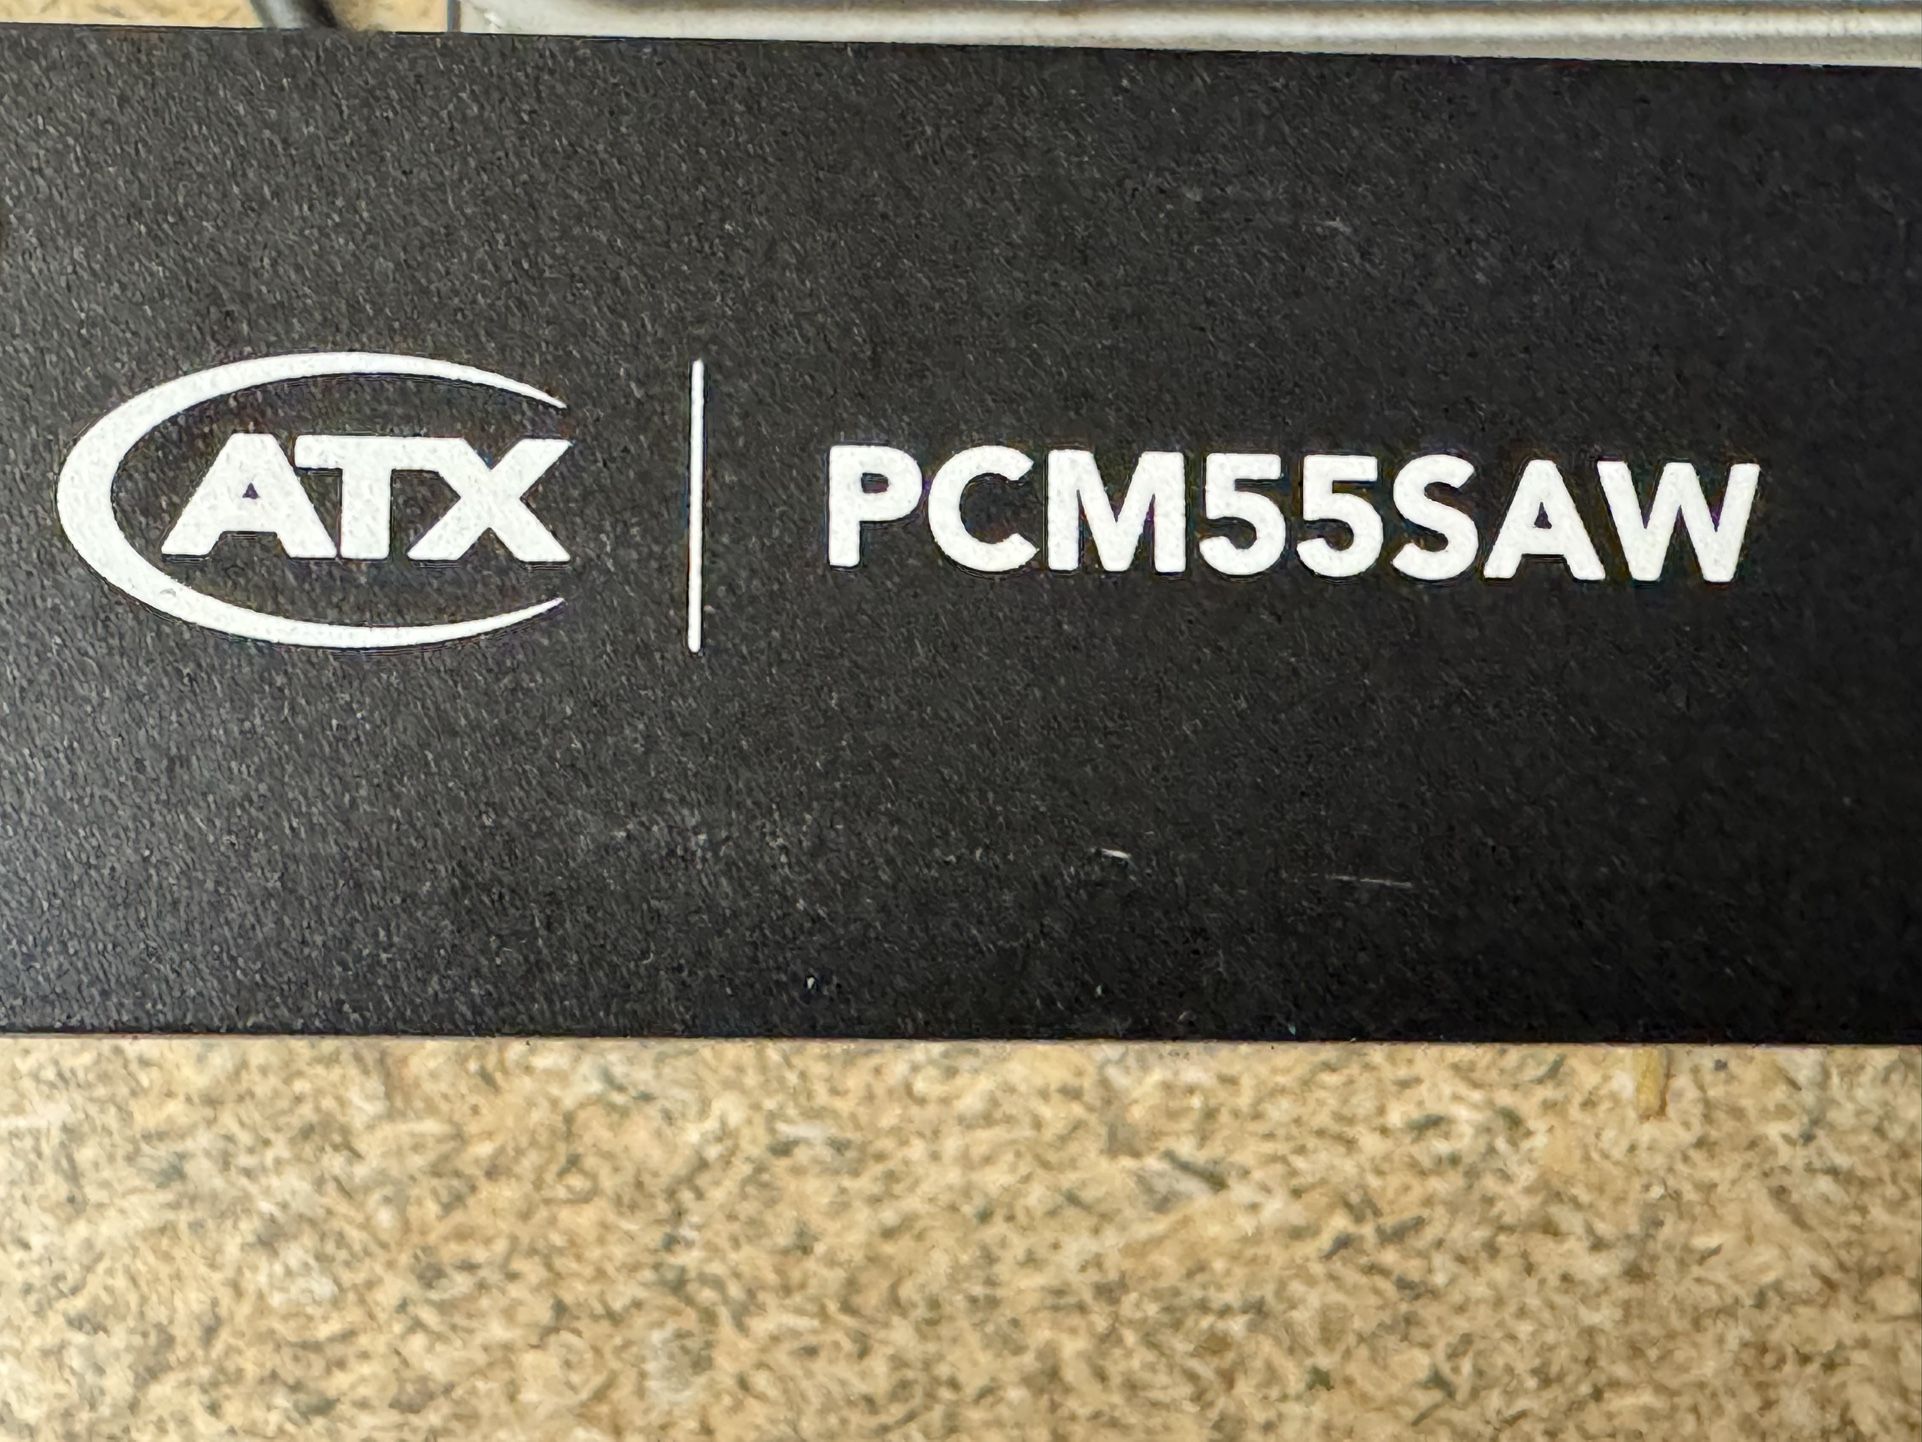 ATX | PCM55SAW